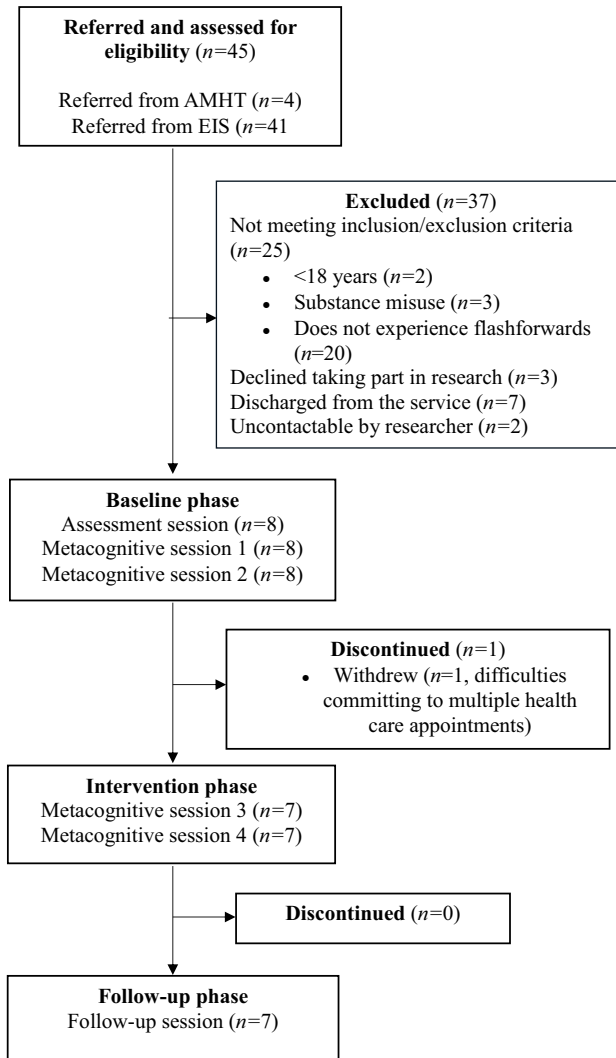 Referred and assessed for
eligibility (n=45)
Referred from AMHT (n=4)
Referred from EIS (n=41
Excluded (n=37)
Not meeting inclusion/exclusion criteria
(n=25)
• <18 years (n=2)
• Substance misuse (n=3)
• Does not experience flashforwards
(n=20)
Declined taking part in research (n=3)
Discharged from the service (n=7)
Uncontactable by researcher (n=2)
Baseline phase
Assessment session (n=8)
Metacognitive session 1 (n=8)
Metacognitive session 2 (n=8)
Discontinued (n=1)
• Withdrew (n=1, difficulties
committing to multiple health
care appointments)
Intervention phase
Metacognitive session 3 (n=7)
Metacognitive session 4 (n=7)
Discontinued (n=0)
Follow-up phase
Follow-up session (n=7)